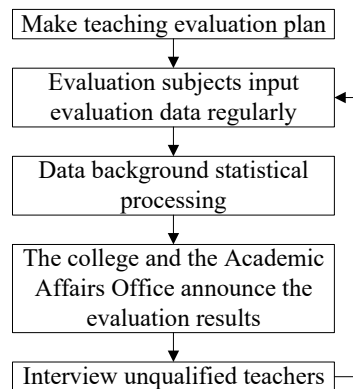 Make teaching evaluation plan
Evaluation subjects input
evaluation data regularly
Data background statistical
processing
The college and the Academic
Affairs Office announce the
evaluation results
Interview unqualified teachers